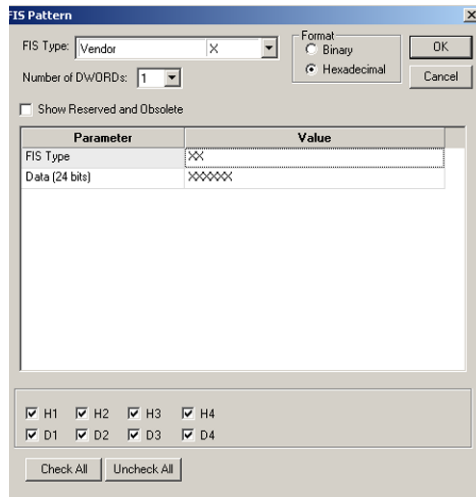 FIS Pattern
FIS Type: Vendor X
Format
Binary
Hexadecimal
OK
Cancel
Number of DWORDs: 1
Show Reserved and Obsolete
Parameter Value
FIS Type XX
Data (24 bits) XXXXXX
H1 H2 H3 H4
D1 D2 D3 D4
Check All Uncheck All